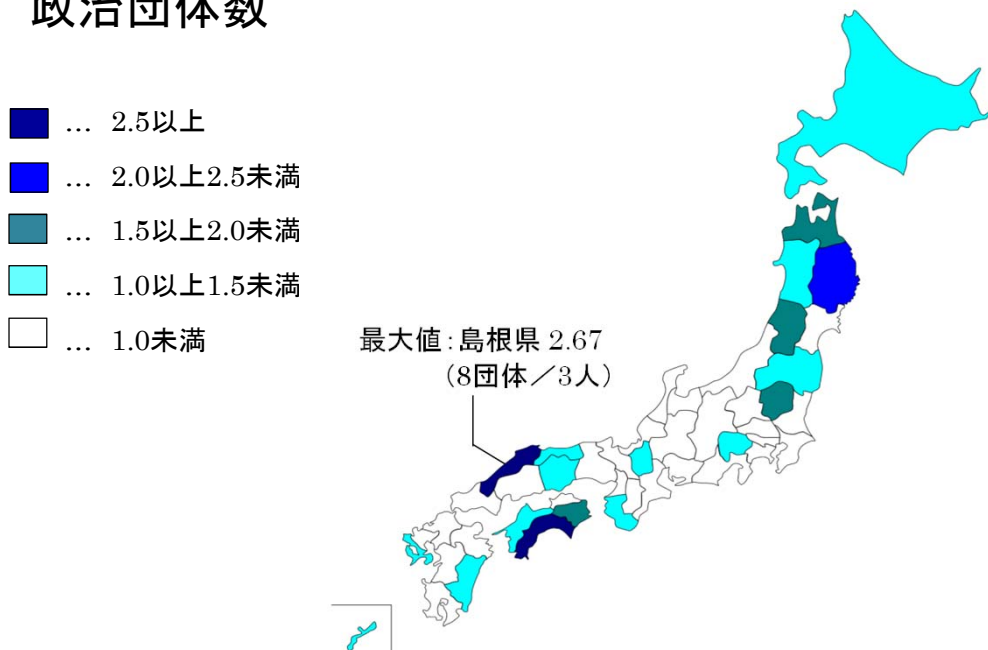 政治団体数
… 2.5以上
… 2.0以上2.5未満
… 1.5以上2.0未満
… 1.0以上1.5未満
… 1.0未満
最大値:島根県 2.67
(8団体/3人)